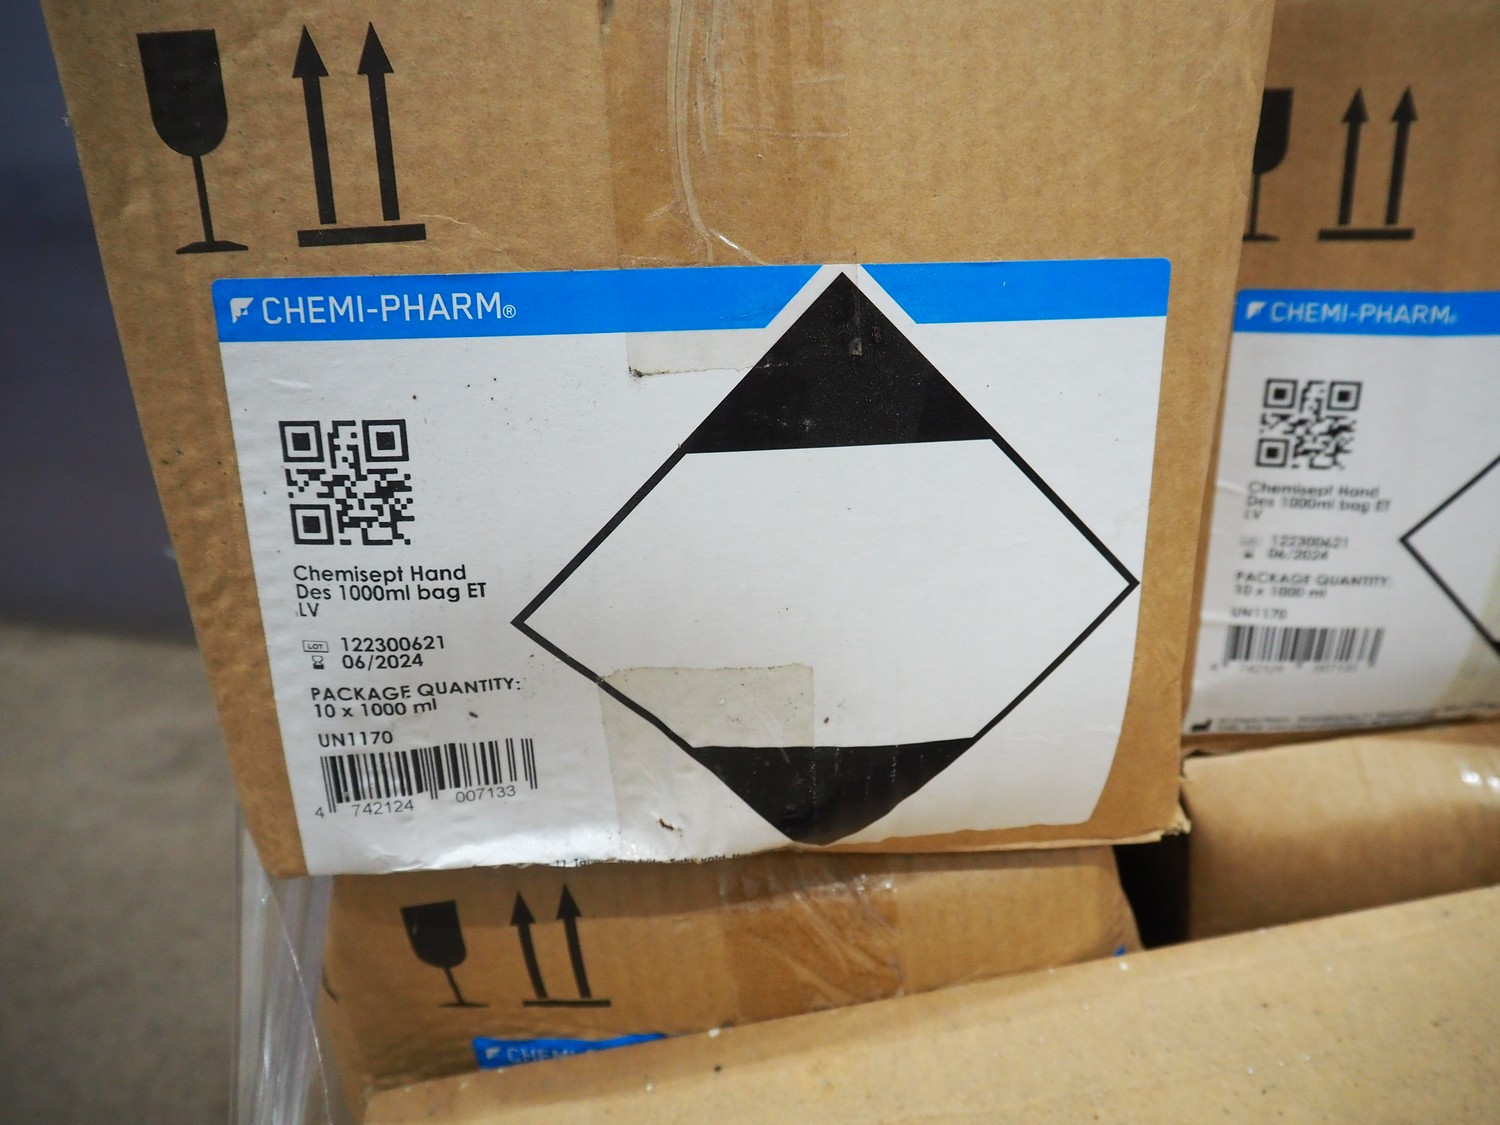 CHEMI-PHARM®
Chemisept Hand
Des 1000ml bag ET
LV
LOT 122300621
06/2024
PACKAGE QUANTITY:
10 x 1000 ml
UN1170
4 742124 007133
CHEMI-PHARM®
Chemisept Hand
Des 1000ml bag ET
LV
122300621
06/2024
PACKAGE QUANTITY:
10 x 1000 ml
UN1170
CHEMI-